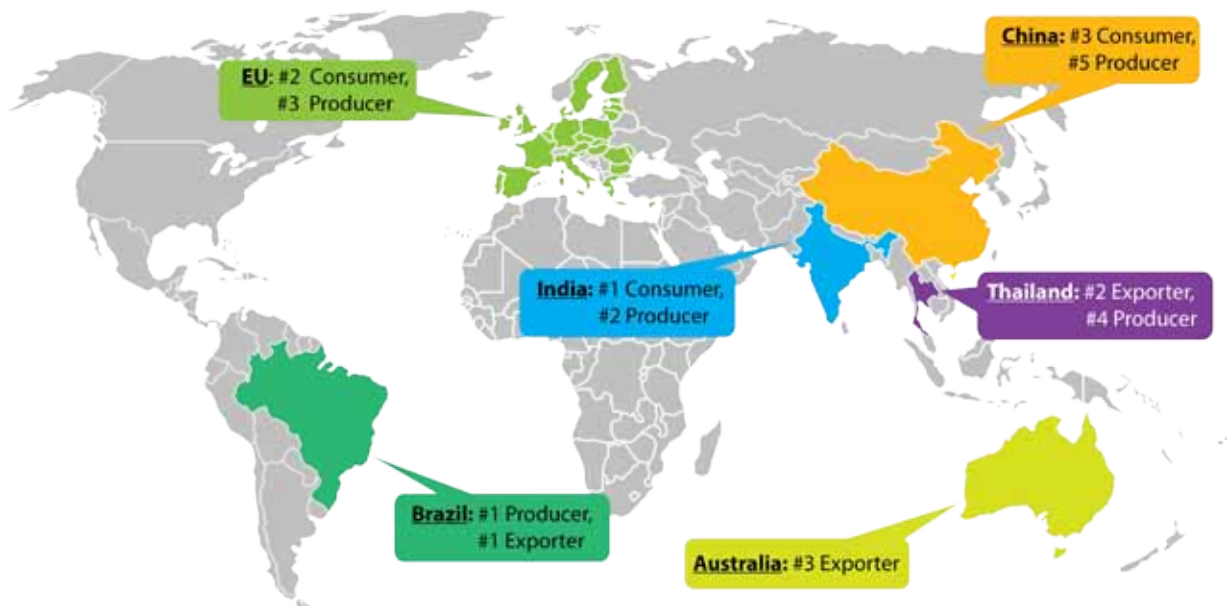 China: #3 Consumer,
#5 Producer
EU: #2 Consumer,
#3 Producer
India: #1 Consumer,
#2 Producer
Thailand: #2 Exporter,
#4 Producer
Brazil: #1 Producer,
#1 Exporter
Australia: #3 Exporter